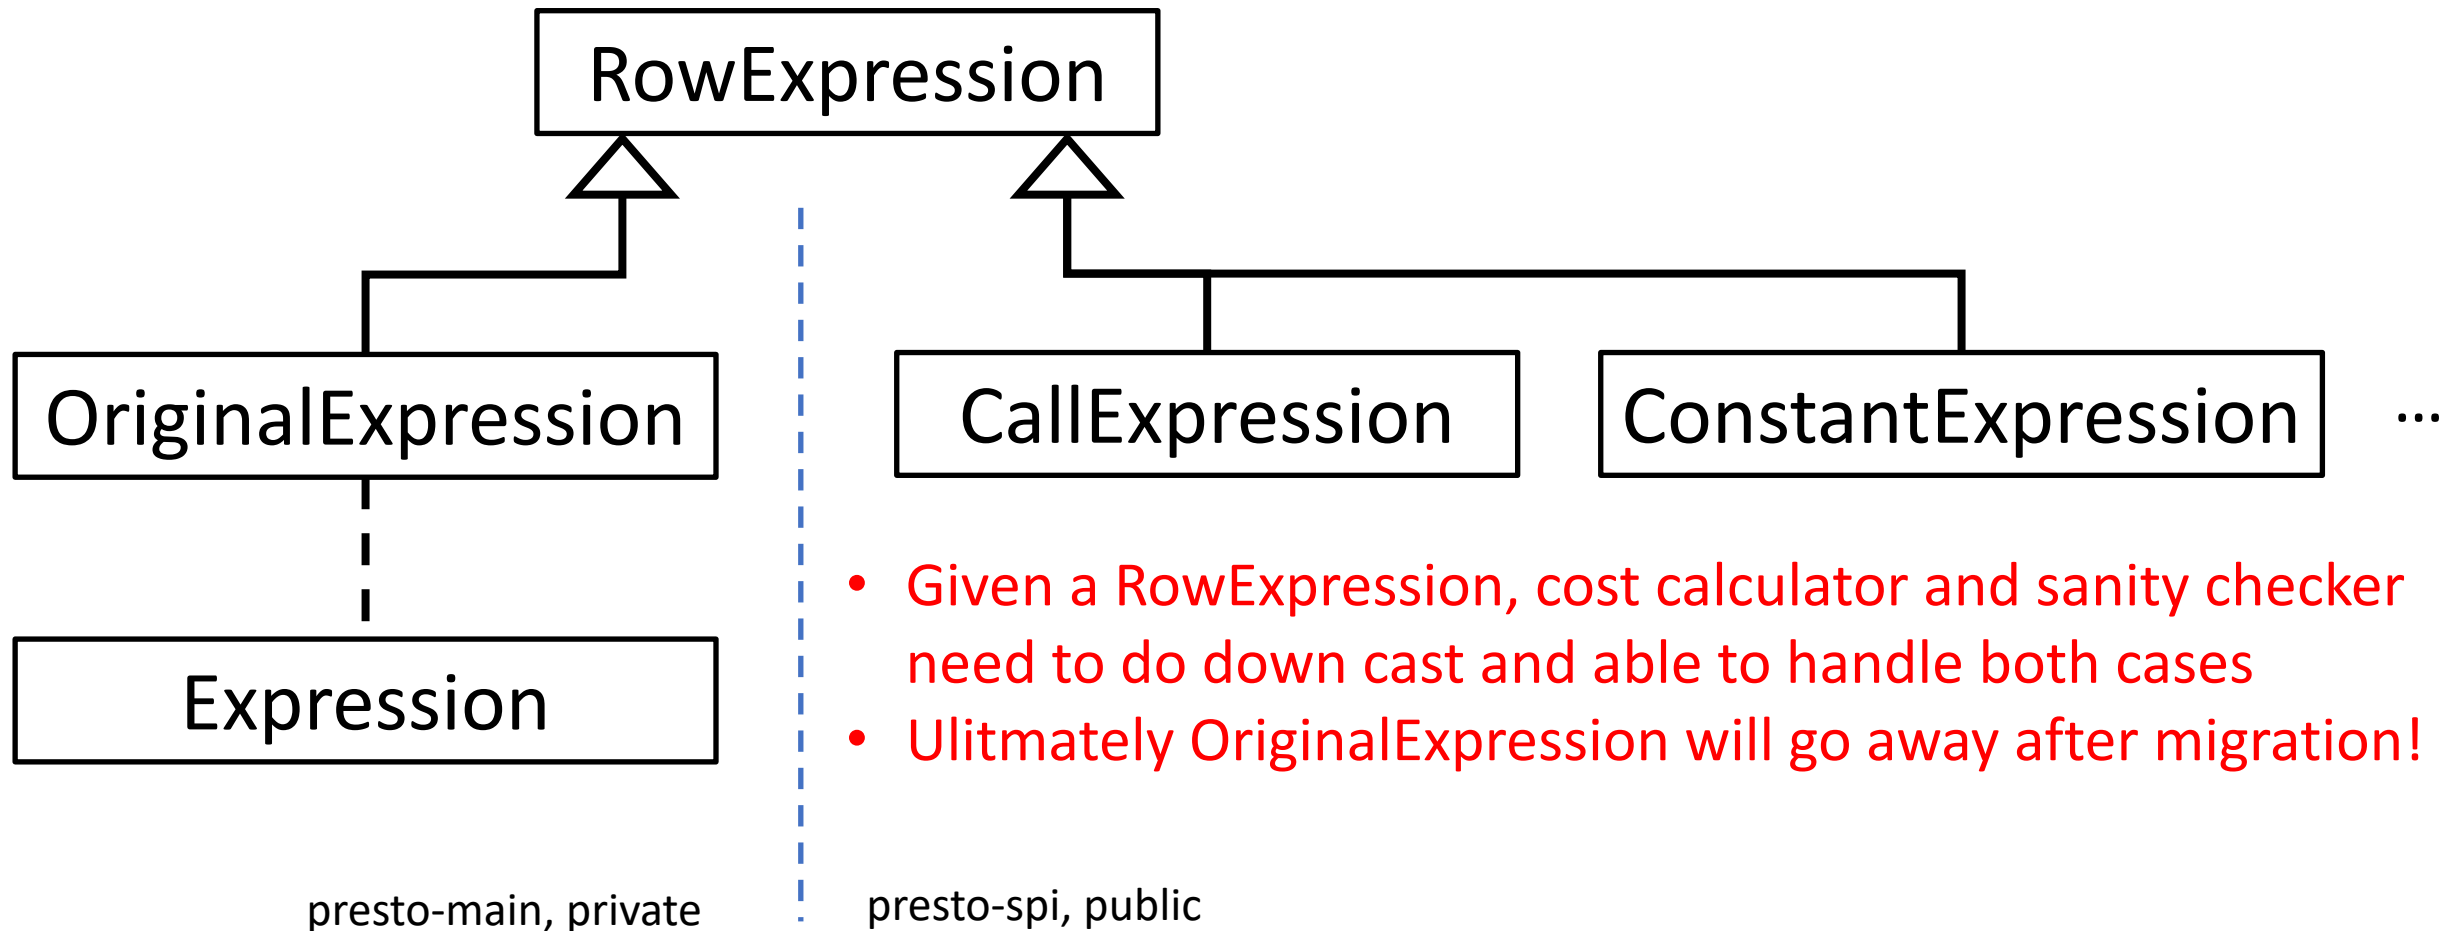 RowExpression
OriginalExpression
CallExpression
ConstantExpression
...
Expression
• Given a RowExpression, cost calculator and sanity checker
need to do down cast and able to handle both cases
• Ulitmately OriginalExpression will go away after migration!
presto-main, private
presto-spi, public